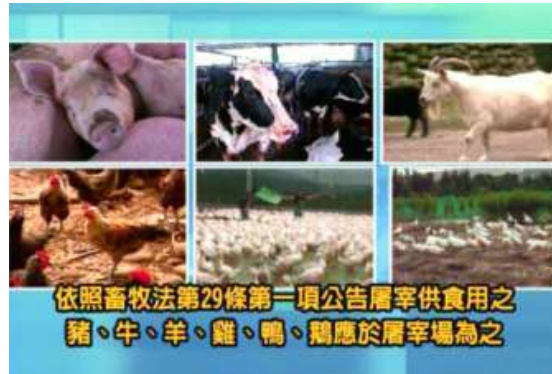 依照畜牧法第29條第一項公告屠宰供食用之
豬、牛、羊、雞、鴨、鵝應於屠宰場為之